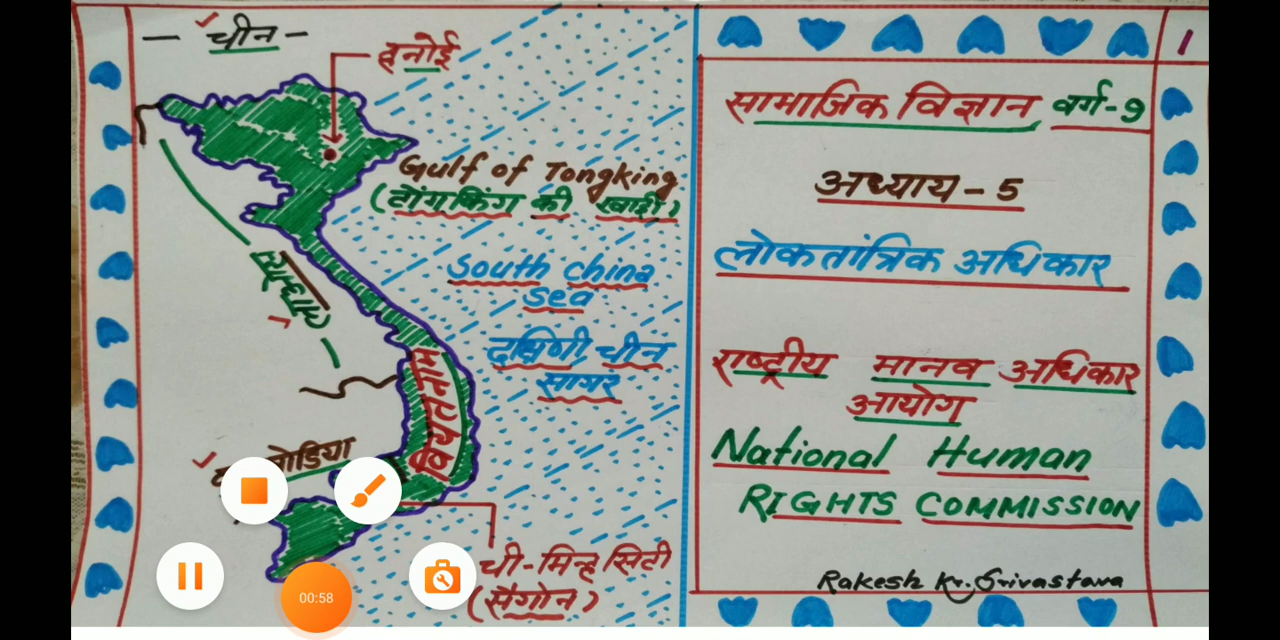 — चीन —
हनोई
Gulf of Tongking
(टोंगकिंग की खाड़ी)
South China
Sea
दक्षिणी चीन
सागर
वियतनाम
ची-मिन्ह सिटी
(सैगोन)
00:58
1
सामाजिक विज्ञान वर्ग-9
अध्याय-5
लोकतांत्रिक अधिकार
राष्ट्रीय मानव अधिकार
आयोग
National Human
RIGHTS COMMISSION
Rakesh Kr. Srivastava